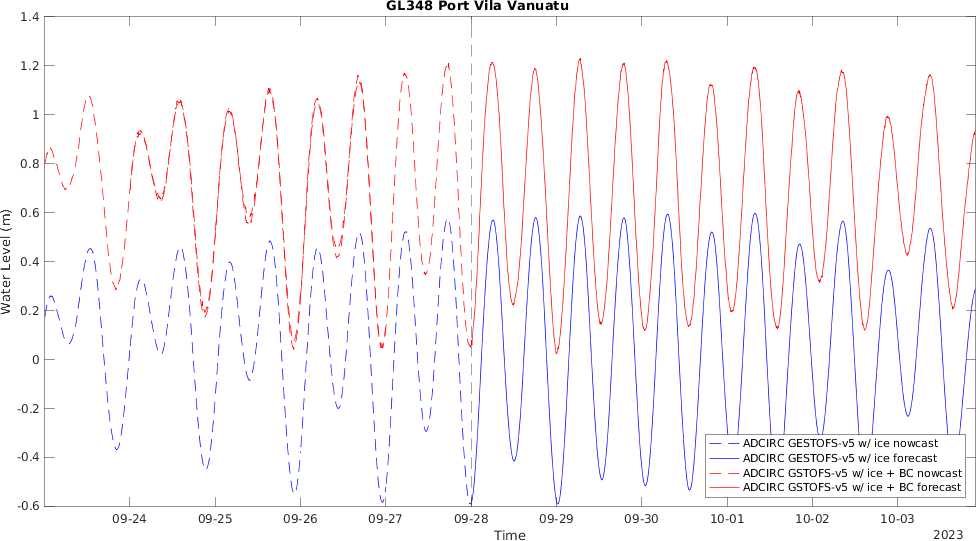 GL348 Port Vila Vanuatu
1.4
1.2
1
0.8
0.6
0.4
0.2
0
-0.2
-0.4
-0.6
Water Level (m)
ADCIRC GESTOFS-v5 w/ ice nowcast
ADCIRC GESTOFS-v5 w/ ice forecast
ADCIRC GSTOFS-v5 w/ ice + BC nowcast
ADCIRC GSTOFS-v5 w/ ice + BC forecast
09-24 09-25 09-26 09-27 09-28 09-29 09-30 10-01 10-02 10-03
Time
2023